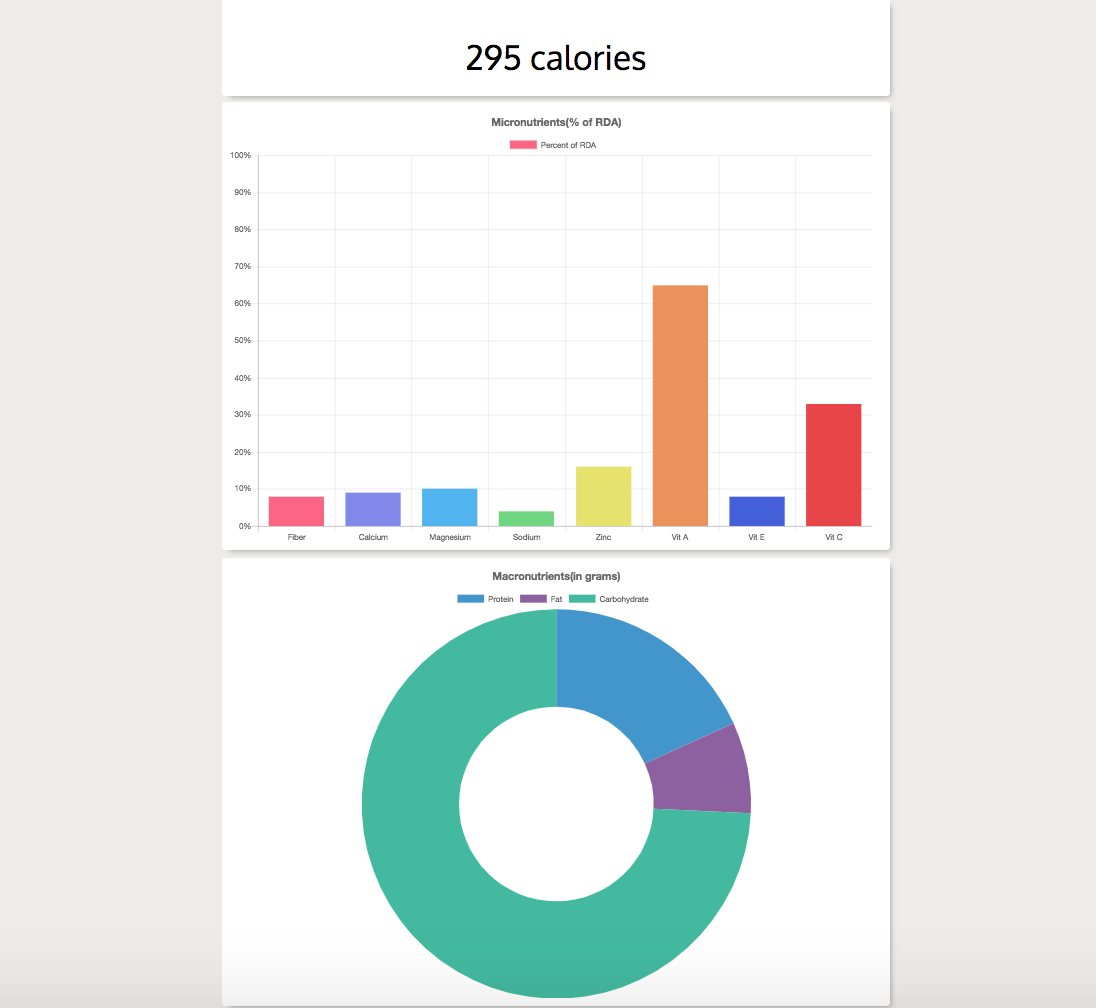 295 calories
Micronutrients(% of RDA)
Percent of RDA
100%
90%
80%
70%
60%
50%
40%
30%
20%
10%
0%
Fiber Calcium Magnesium Sodium Zinc Vit A Vit E Vit C
Macronutrients(in grams)
Protein Fat Carbohydrate